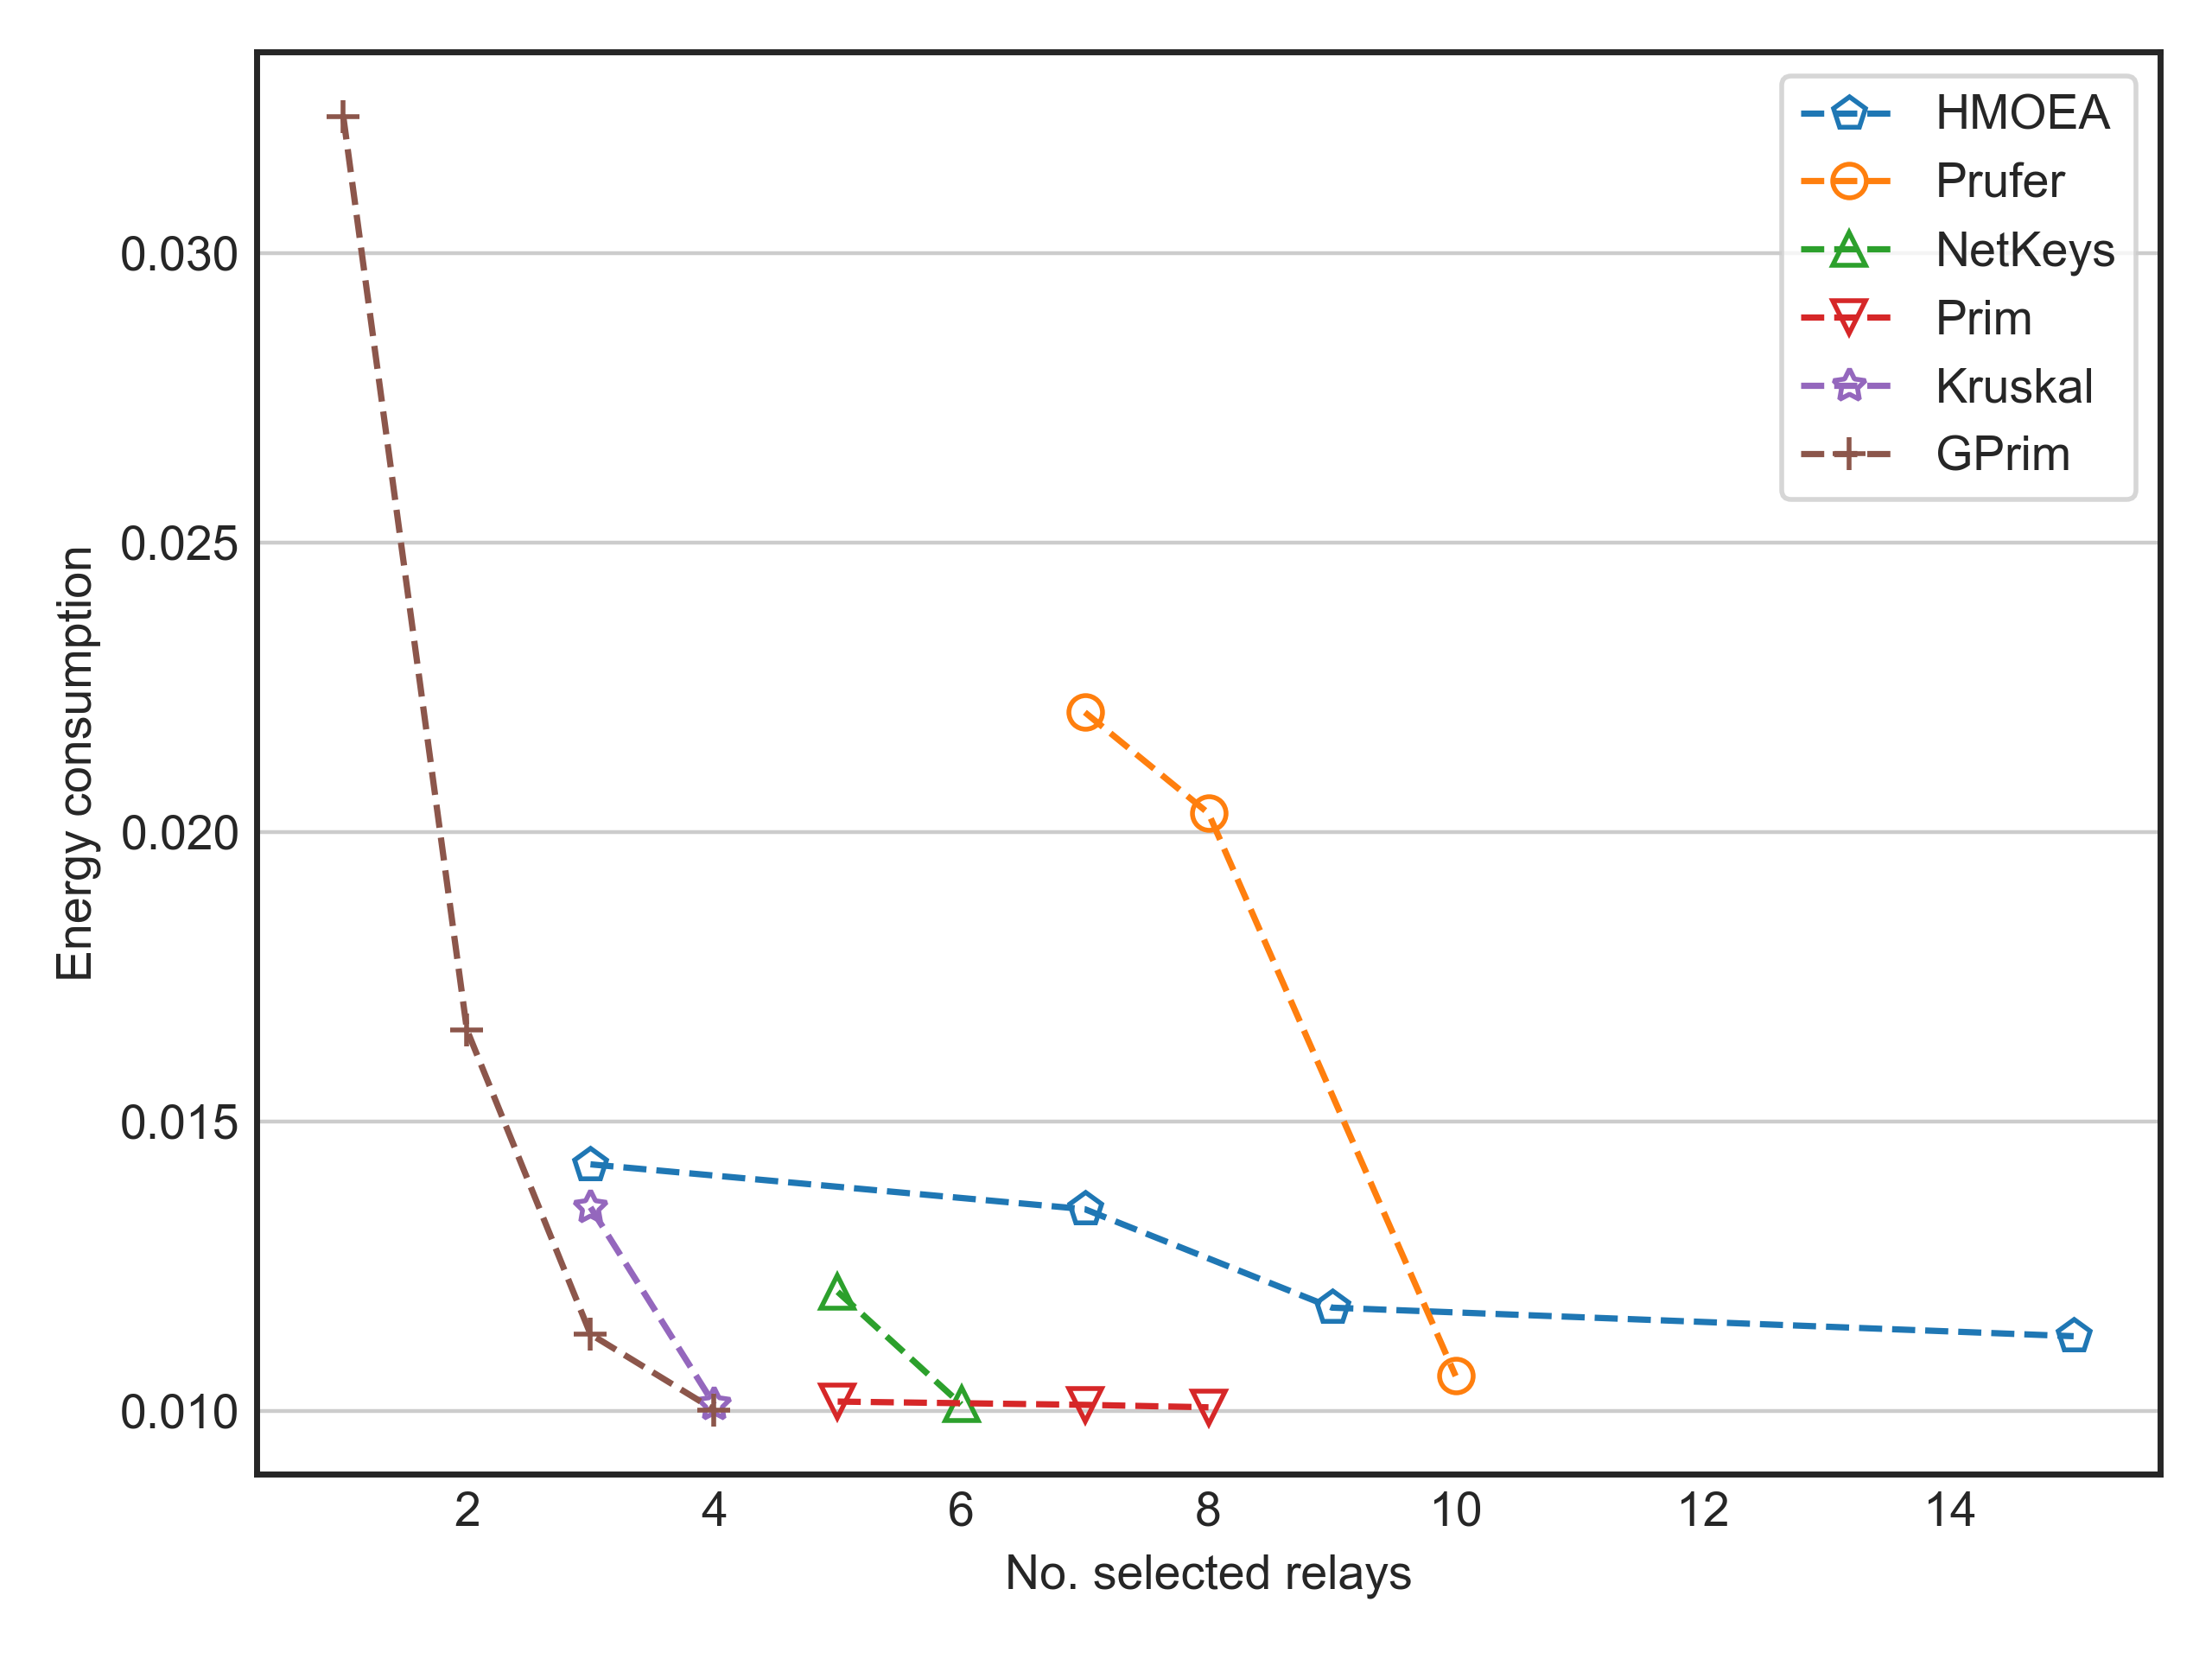 HMOEA
Prufer
NetKeys
Prim
Kruskal
GPrim
0.030
0.025
0.020
0.015
0.010
Energy consumption
2 4 6 8 10 12 14
No. selected relays